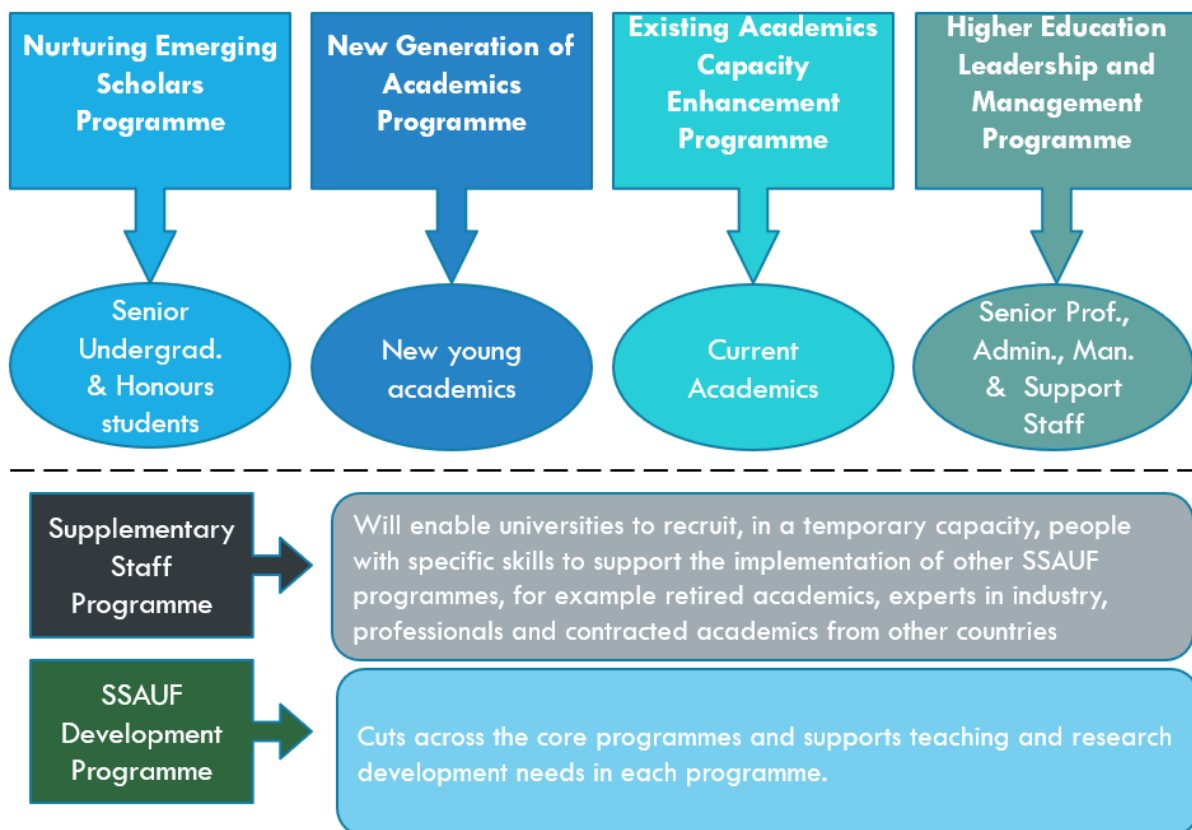 Nurturing Emerging
Scholars
Programme
New Generation of
Academics
Programme
Existing Academics
Capacity
Enhancement
Programme
Higher Education
Leadership and
Management
Programme
Senior
Undergrad.
& Honours
students
New young
academics
Current
Academics
Senior Prof.,
Admin., Man.
& Support
Staff
Supplementary
Staff
Programme
Will enable universities to recruit, in a temporary capacity, people
with specific skills to support the implementation of other SSAUF
programmes, for example retired academics, experts in industry,
professionals and contracted academics from other countries
SSAUF
Development
Programme
Cuts across the core programmes and supports teaching and research
development needs in each programme.